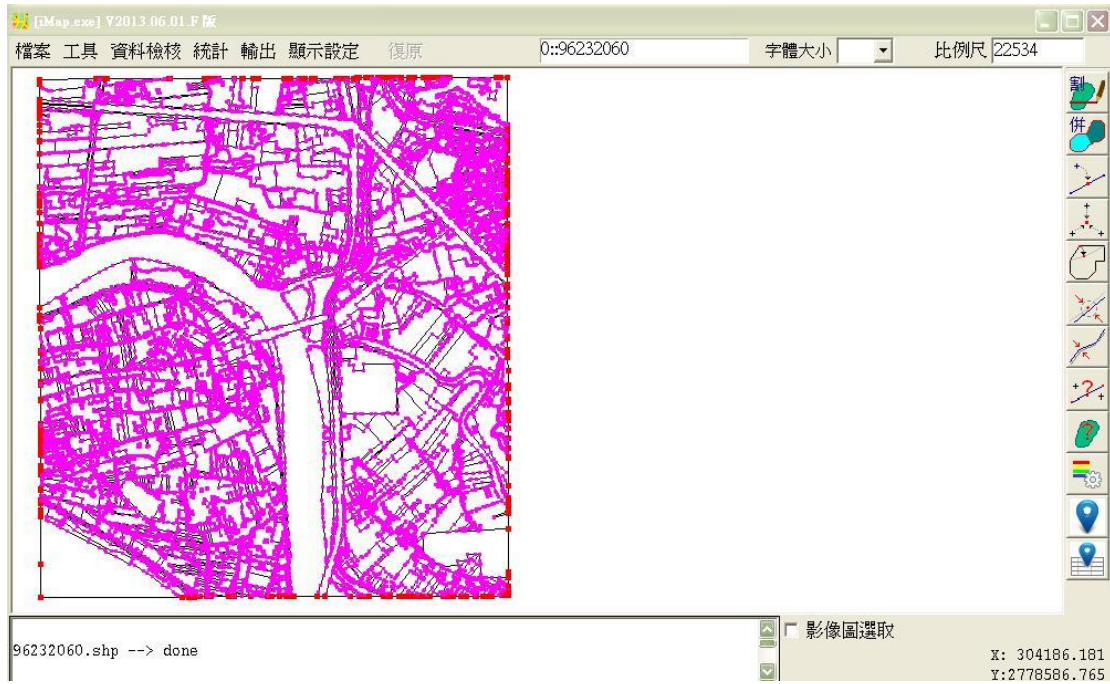 [iMap.exe] V2013.06.01.F 版
檔案 工具 資料檢核 統計 輸出 顯示設定 復原 0::96232060 字體大小 比例尺 22534
割
併
96232060.shp --> done
影像圖選取
X: 304186.181
Y:2778586.765